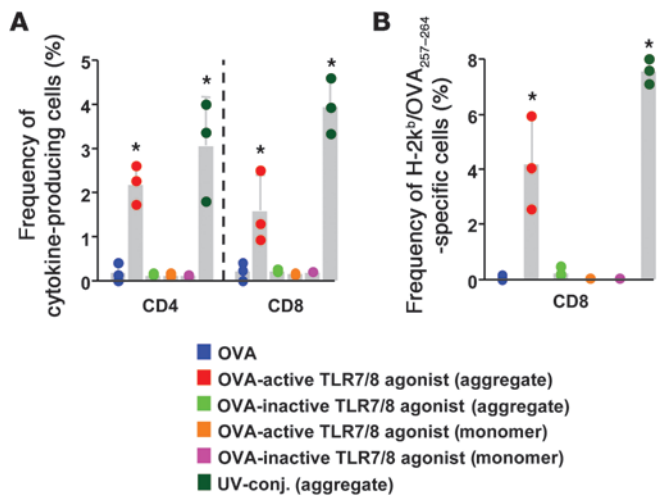 A
Frequency of
cytokine-producing cells (%)
5
4
3
2
1
0
*
*
*
*
CD4
CD8
B
Frequency of H-2kᵇ/OVA₂₅₇₋₂₆₄
-specific cells (%)
8
6
4
2
0
*
*
CD8
OVA
OVA-active TLR7/8 agonist (aggregate)
OVA-inactive TLR7/8 agonist (aggregate)
OVA-active TLR7/8 agonist (monomer)
OVA-inactive TLR7/8 agonist (monomer)
UV-conj. (aggregate)